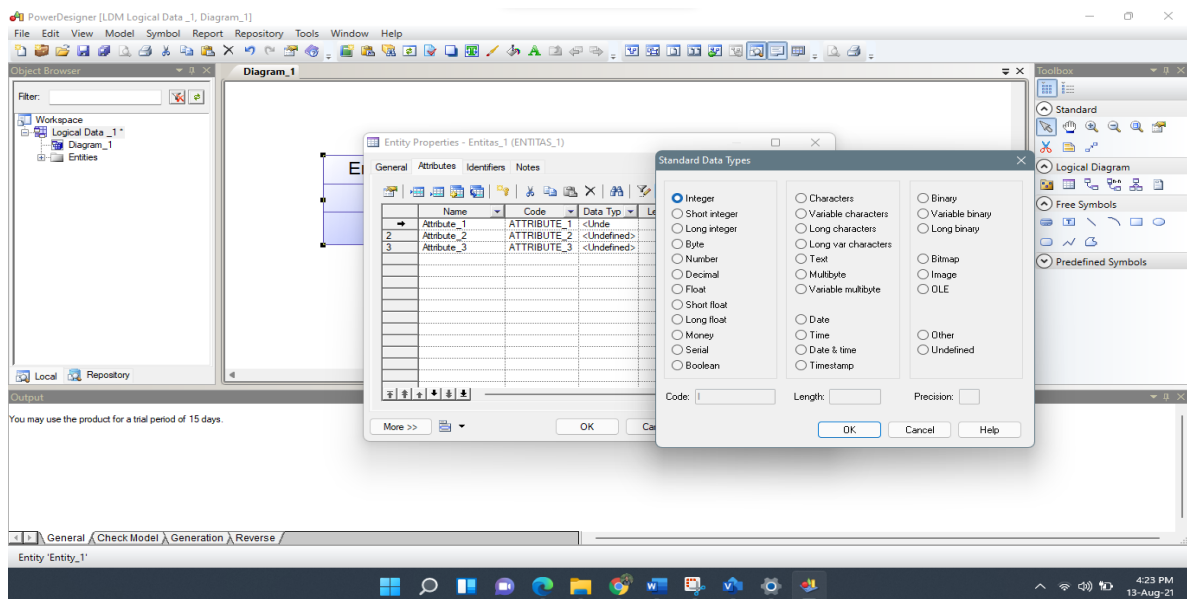 PowerDesigner [LDM Logical Data _1, Diagram_1]
File Edit View Model Symbol Report Repository Tools Window Help
Object Browser
Filter:
Workspace
Logical Data _1 *
Diagram_1
Entities
Local Repository
Diagram_1
Entity Properties - Entitas_1 (ENTITAS_1)
General Attributes Identifiers Notes
Name Code Data Typ Le
Attribute_1 ATTRIBUTE_1 <Unde
2 Attribute_2 ATTRIBUTE_2 <Undefined>
3 Attribute_3 ATTRIBUTE_3 <Undefined>
More >> OK Ca
Standard Data Types
Integer Characters Binary
Short integer Variable characters Variable binary
Long integer Long characters Long binary
Byte Long var characters
Number Text Bitmap
Decimal Multibyte Image
Float Variable multibyte OLE
Short float
Long float Date
Money Time Other
Serial Date & time Undefined
Boolean Timestamp
Code: I Length: Precision:
OK Cancel Help
Toolbox
Standard
Logical Diagram
Free Symbols
Predefined Symbols
Output
You may use the product for a trial period of 15 days.
General Check Model Generation Reverse
Entity 'Entity_1'
4:23 PM
13-Aug-21